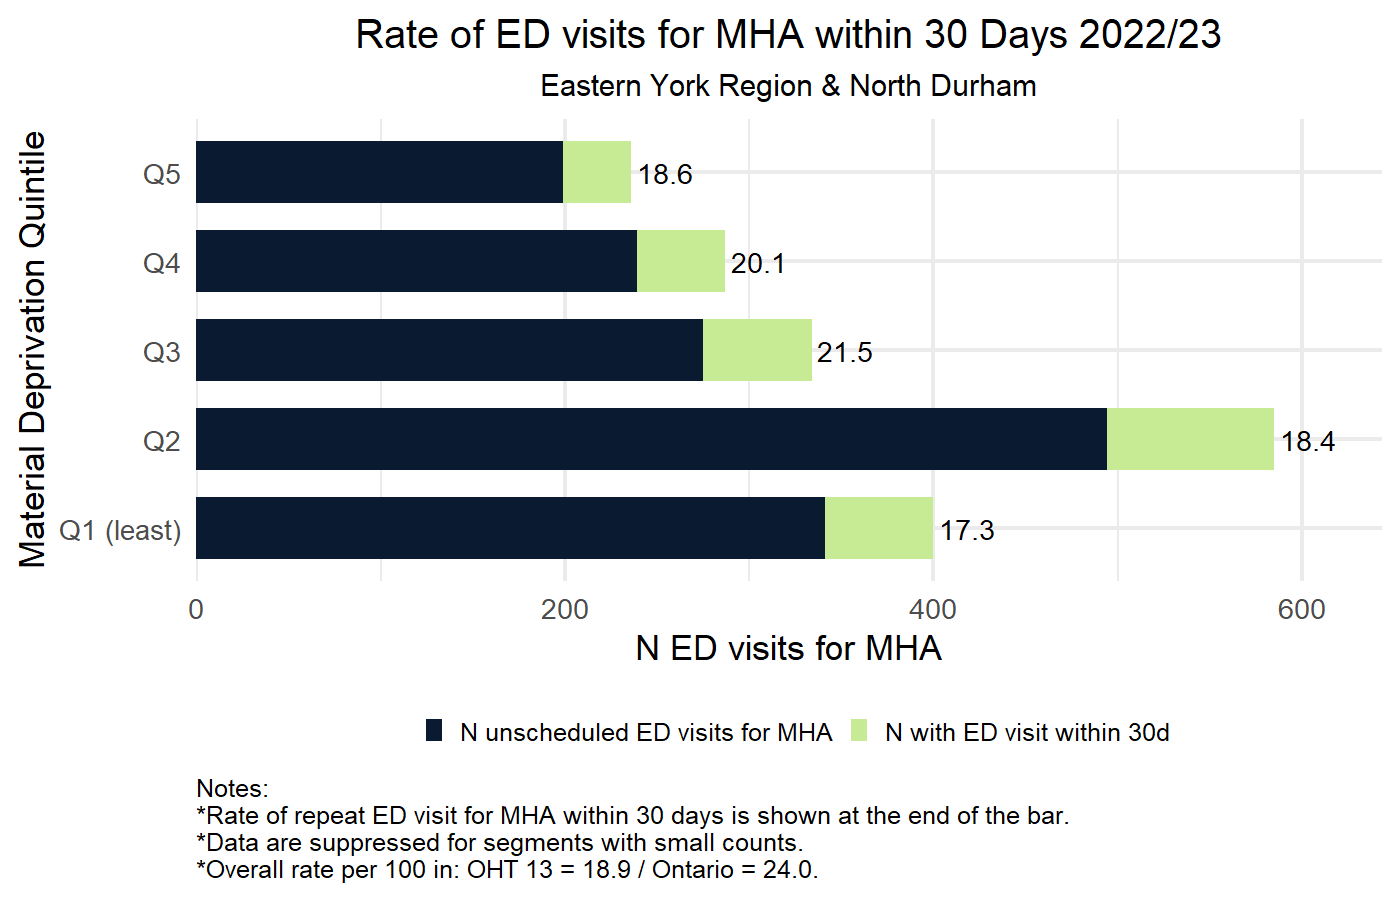 Rate of ED visits for MHA within 30 Days 2022/23
Eastern York Region & North Durham
Material Deprivation Quintile
Q5
18.6
Q4
20.1
Q3
21.5
Q2
18.4
Q1 (least)
17.3
0 200 400 600
N ED visits for MHA
N unscheduled ED visits for MHA N with ED visit within 30d
Notes:
*Rate of repeat ED visit for MHA within 30 days is shown at the end of the bar.
*Data are suppressed for segments with small counts.
*Overall rate per 100 in: OHT 13 = 18.9 / Ontario = 24.0.